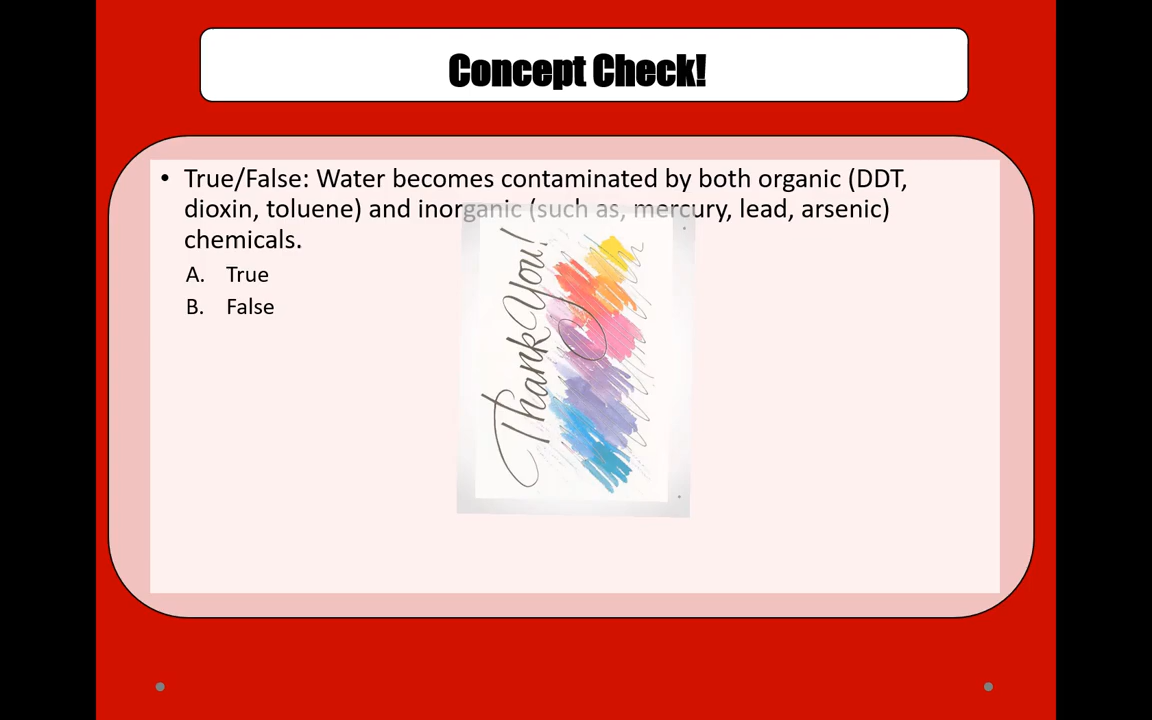 Concept Check!
• True/False: Water becomes contaminated by both organic (DDT,
dioxin, toluene) and inorganic (such as, mercury, lead, arsenic)
chemicals.
A. True
B. False
Thank You!